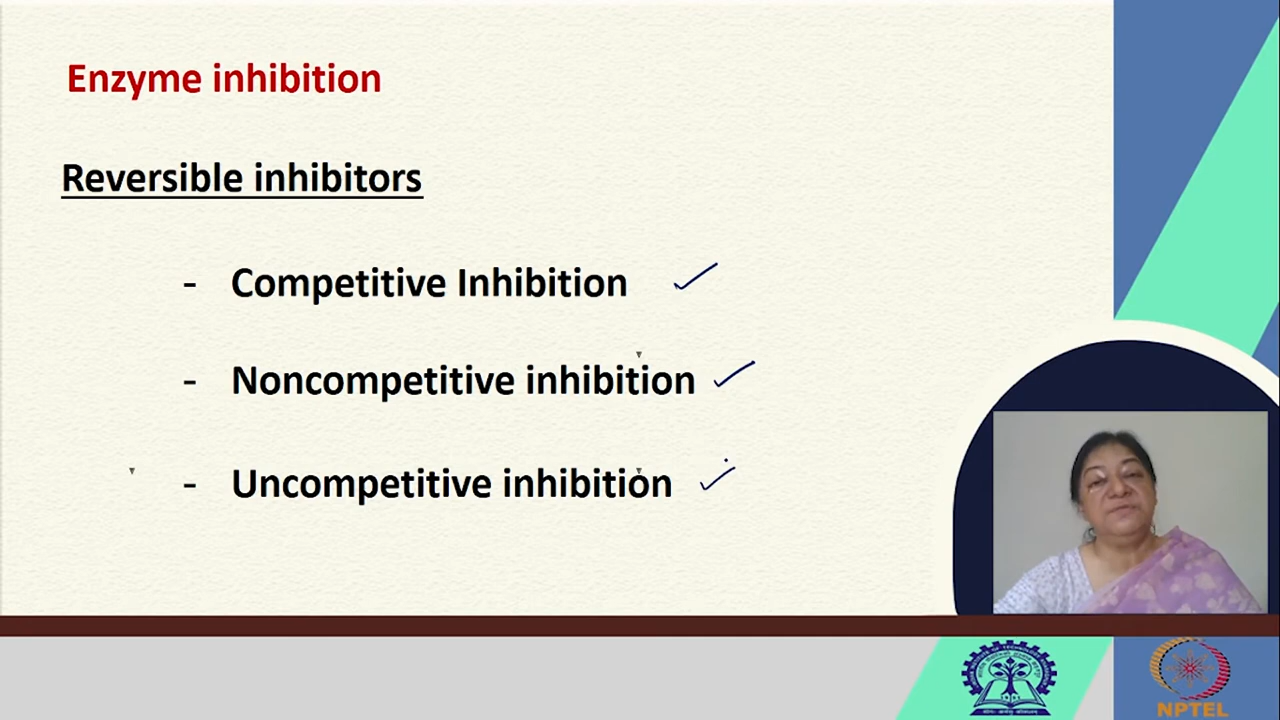 Enzyme inhibition
Reversible inhibitors
- Competitive Inhibition
- Noncompetitive inhibition
- Uncompetitive inhibition
NPTEL